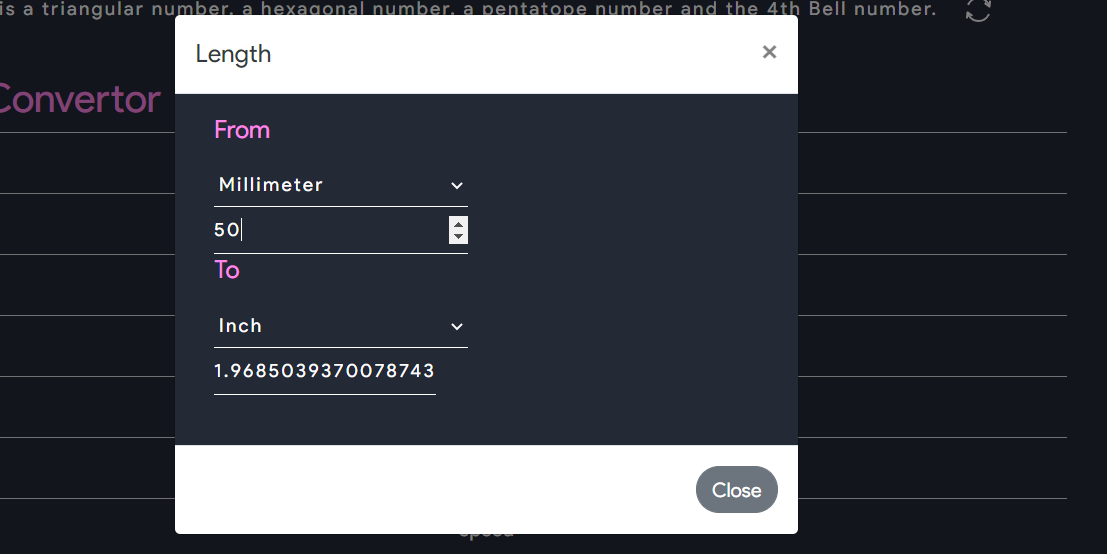 is a triangular number, a hexagonal number, a pentatope number and the 4th Bell number.
Length
×
Convertor
From
Millimeter
50
To
Inch
1.9685039370078743
Close
speed